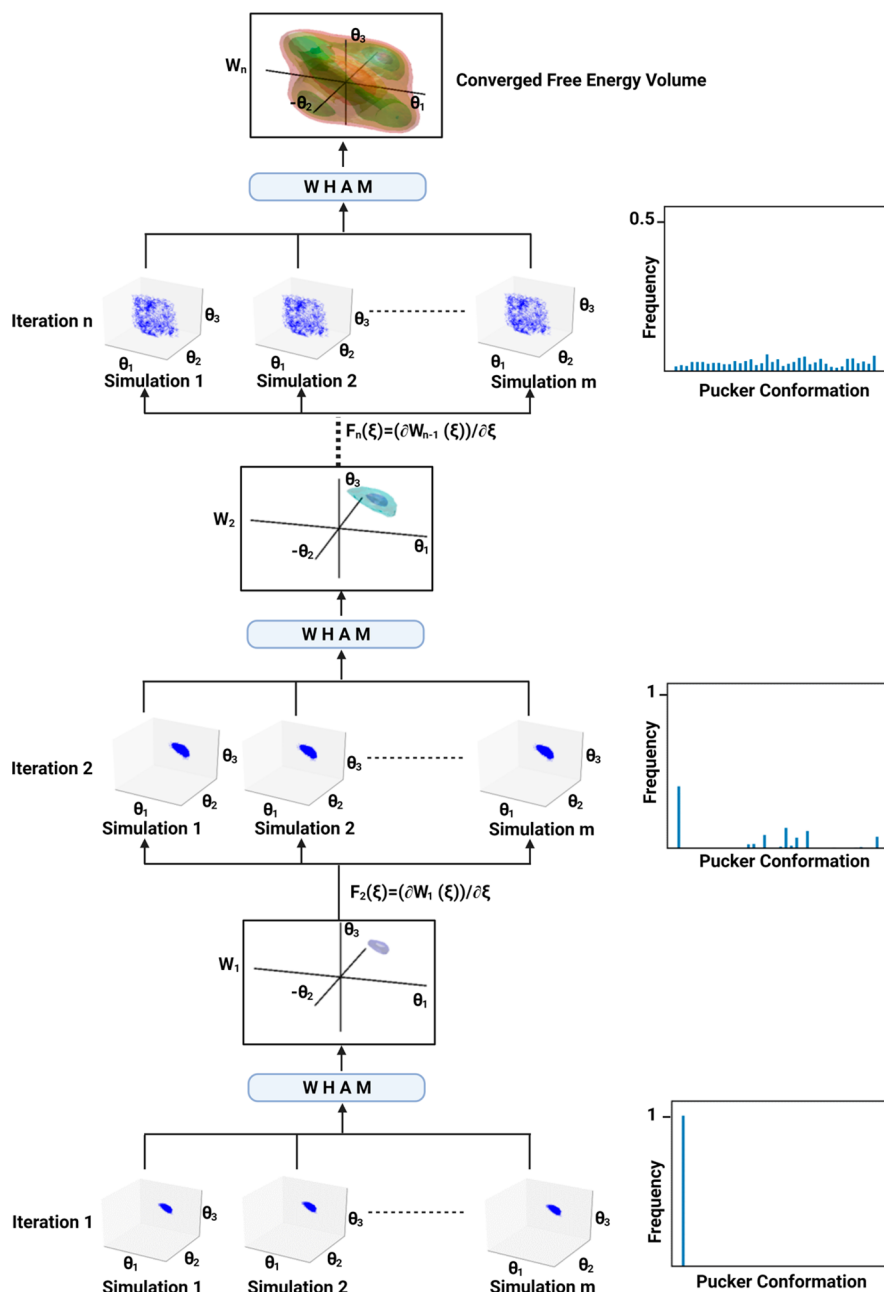 θ₃
Wₙ
Converged Free Energy Volume
-θ₂
θ₁
W H A M
0.5
Frequency
Pucker Conformation
Iteration n
θ₃
θ₃
θ₃
θ₁
θ₂
θ₁
θ₂
θ₁
θ₂
Simulation 1
Simulation 2
Simulation m
Fₙ(ξ)=(∂Wₙ₋₁ (ξ))/∂ξ
θ₃
W₂
-θ₂
θ₁
W H A M
1
Frequency
Pucker Conformation
Iteration 2
θ₃
θ₃
θ₃
θ₁
θ₂
θ₁
θ₂
θ₁
θ₂
Simulation 1
Simulation 2
Simulation m
F₂(ξ)=(∂W₁ (ξ))/∂ξ
θ₃
W₁
-θ₂
θ₁
W H A M
1
Frequency
Pucker Conformation
Iteration 1
θ₃
θ₃
θ₃
θ₁
θ₂
θ₁
θ₂
θ₁
θ₂
Simulation 1
Simulation 2
Simulation m